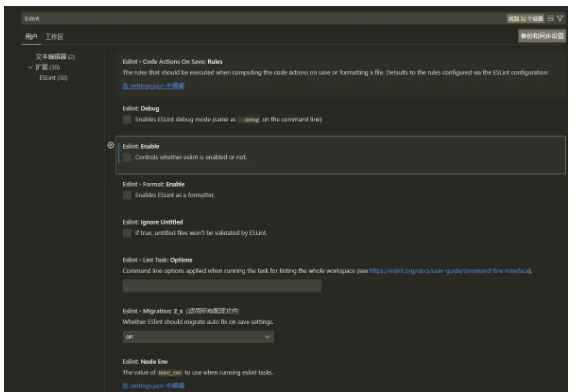 Eslint
找到 32 个设置
用户 工作区
备份和同步设置
文本编辑器 (2)
扩展 (30)
ESLint (30)
Eslint › Code Actions On Save: Rules
The rules that should be executed when computing the code actions on save or formatting a file. Defaults to the rules configured via the ESLint configuration
在 settings.json 中编辑
Eslint: Debug
Enables ESLint debug mode (same as --debug on the command line)
Eslint: Enable
Controls whether eslint is enabled or not.
Eslint › Format: Enable
Enables ESLint as a formatter.
Eslint: Ignore Untitled
If true, untitled files won't be validated by ESLint.
Eslint › Lint Task: Options
Command line options applied when running the task for linting the whole workspace (see https://eslint.org/docs/user-guide/command-line-interface).
.
Eslint › Migration: 2_x (适用所有配置文件)
Whether ESlint should migrate auto fix on save settings.
on
Eslint: Node Env
The value of NODE_ENV to use when running eslint tasks.
在 settings.json 中编辑